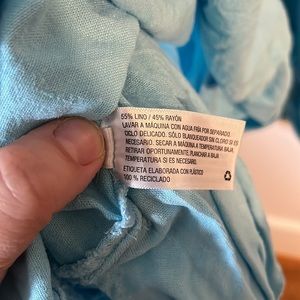 55% LINO / 45% RAYÓN
LAVAR A MÁQUINA CON AGUA FRÍA POR SEPARADO
CICLO DELICADO. SÓLO BLANQUEADOR SIN CLORO SI ES
NECESARIO. SECAR A MÁQUINA A TEMPERATURA BAJA,
RETIRAR OPORTUNAMENTE. PLANCHAR A BAJA
TEMPERATURA SI ES NECESARIO.
ETIQUETA ELABORADA CON PLÁSTICO
100 % RECICLADO